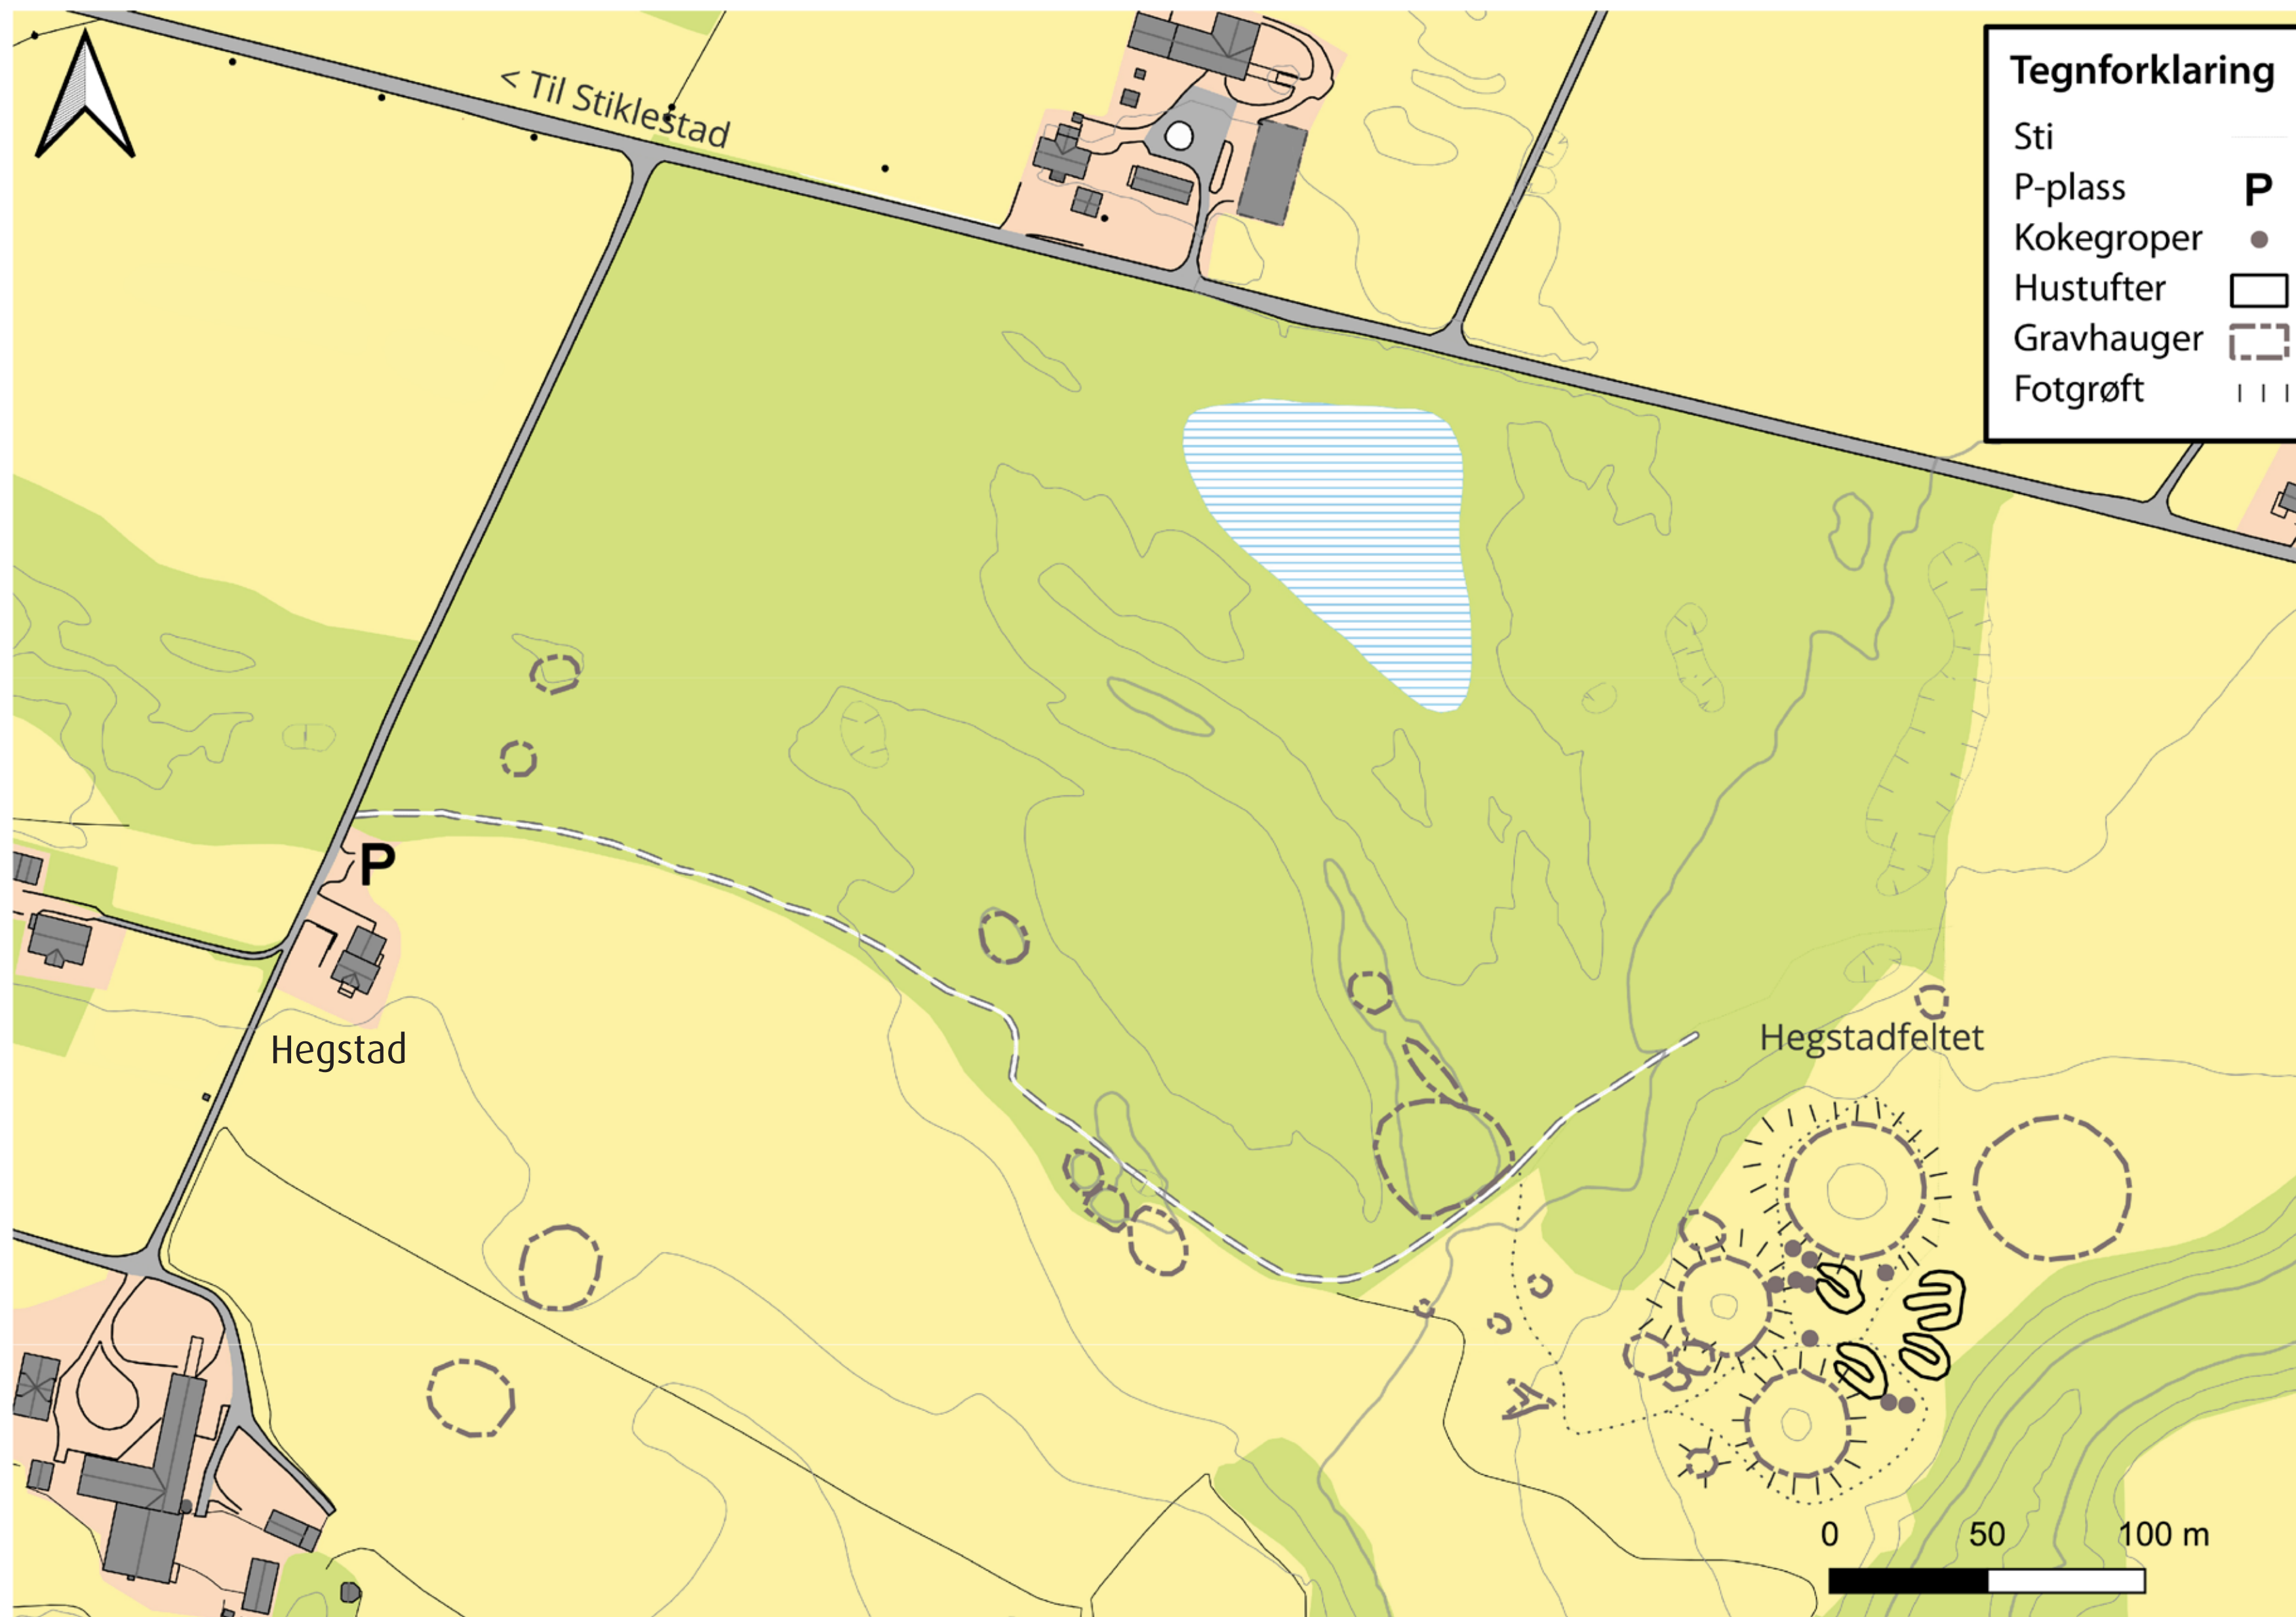 < Til Stiklestad
Tegnforklaring
Sti
P-plass P
Kokegroper
Hustufter
Gravhauger
Fotgrøft
P
Hegstad
Hegstadfeltet
0 50 100 m